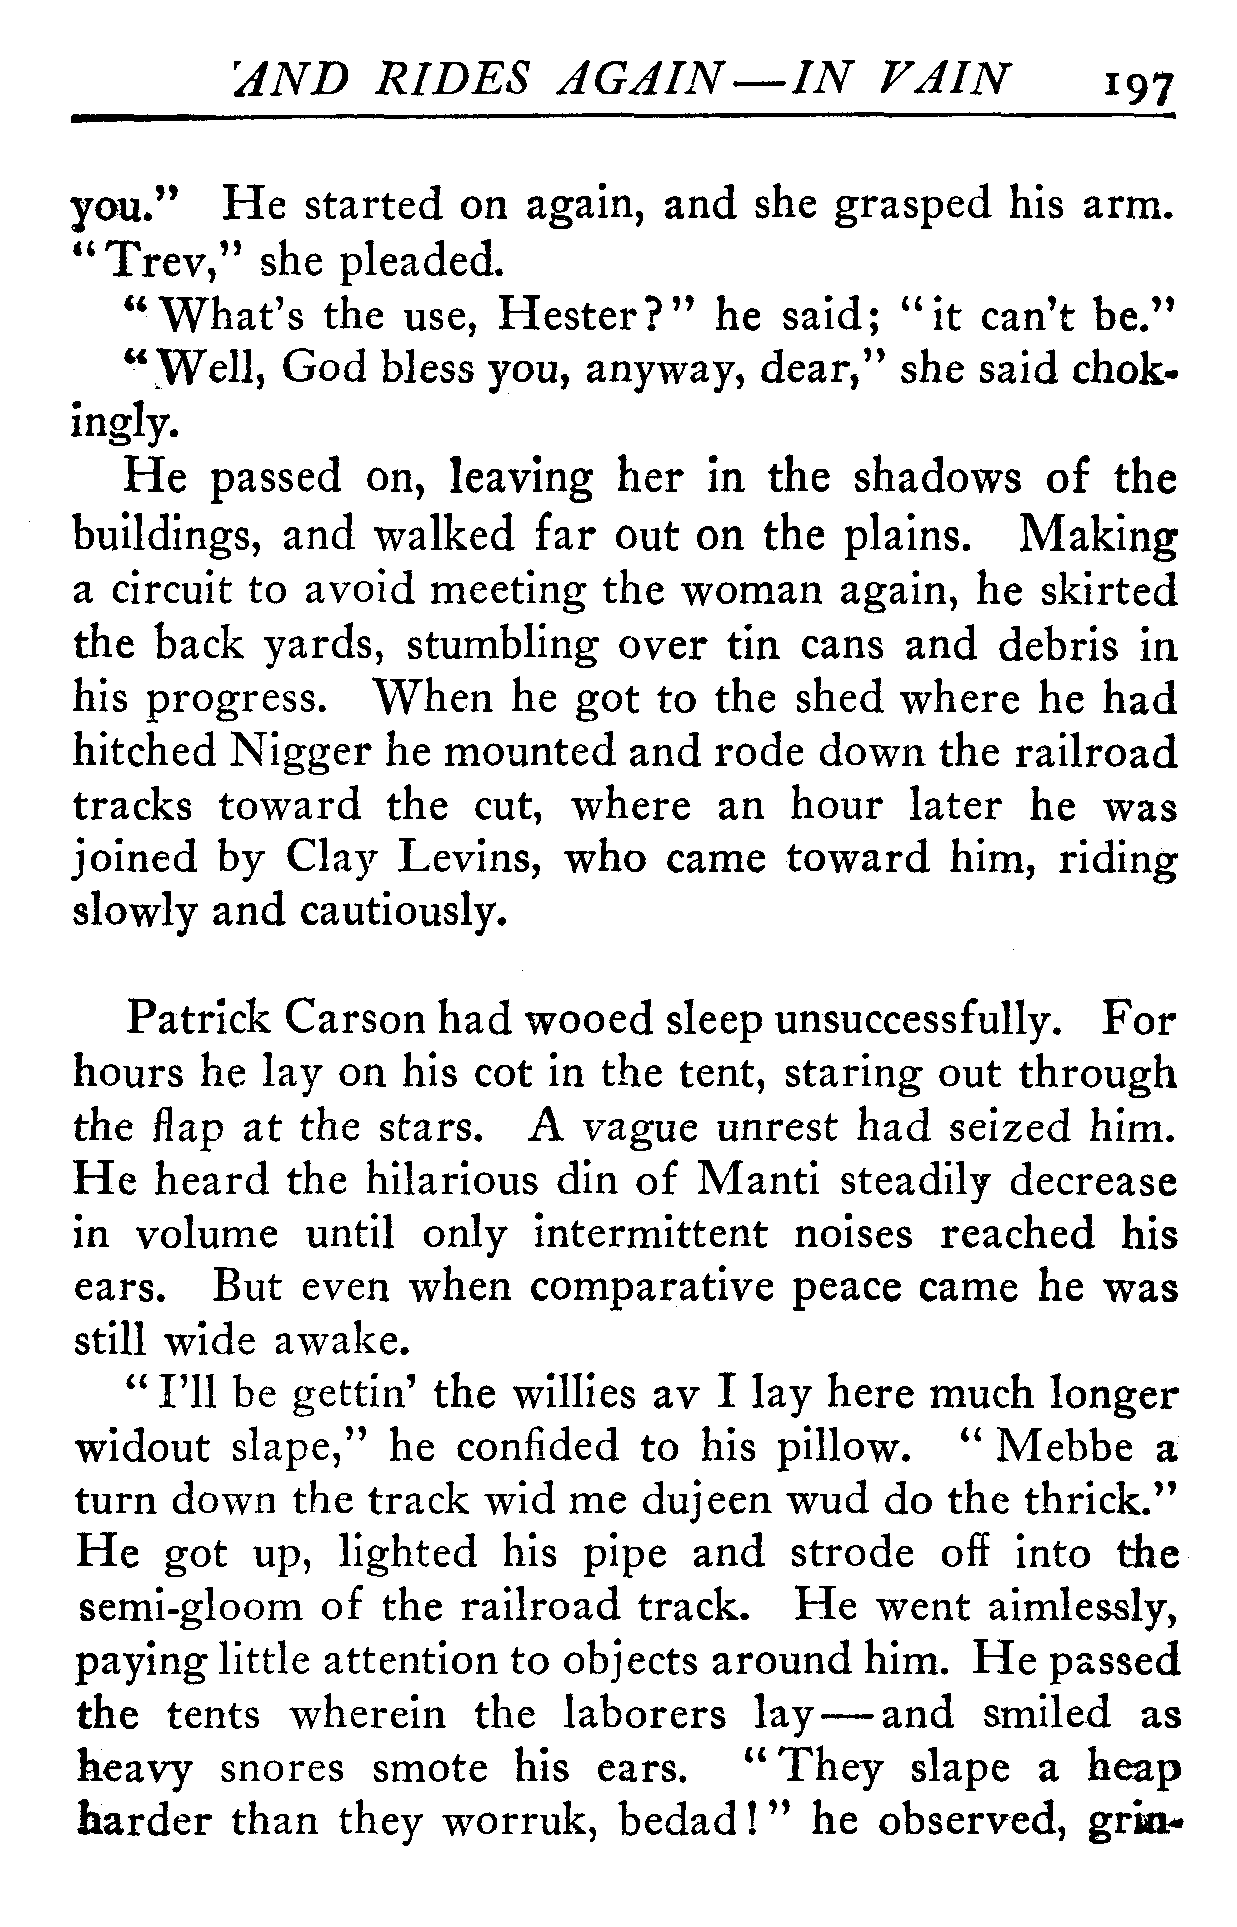 AND RIDES AGAIN—IN VAIN 197
you." He started on again, and she grasped his arm.
"Trev," she pleaded.
"What's the use, Hester?" he said; "it can't be."
"Well, God bless you, anyway, dear," she said chok-
ingly.
He passed on, leaving her in the shadows of the
buildings, and walked far out on the plains. Making
a circuit to avoid meeting the woman again, he skirted
the back yards, stumbling over tin cans and debris in
his progress. When he got to the shed where he had
hitched Nigger he mounted and rode down the railroad
tracks toward the cut, where an hour later he was
joined by Clay Levins, who came toward him, riding
slowly and cautiously.
Patrick Carson had wooed sleep unsuccessfully. For
hours he lay on his cot in the tent, staring out through
the flap at the stars. A vague unrest had seized him.
He heard the hilarious din of Manti steadily decrease
in volume until only intermittent noises reached his
ears. But even when comparative peace came he was
still wide awake.
"I'll be gettin' the willies av I lay here much longer
widout slape," he confided to his pillow. "Mebbe a
turn down the track wid me dujeen wud do the thrick."
He got up, lighted his pipe and strode off into the
semi-gloom of the railroad track. He went aimlessly,
paying little attention to objects around him. He passed
the tents wherein the laborers lay—and smiled as
heavy snores smote his ears. "They slape a heap
harder than they worruk, bedad!" he observed, grin-